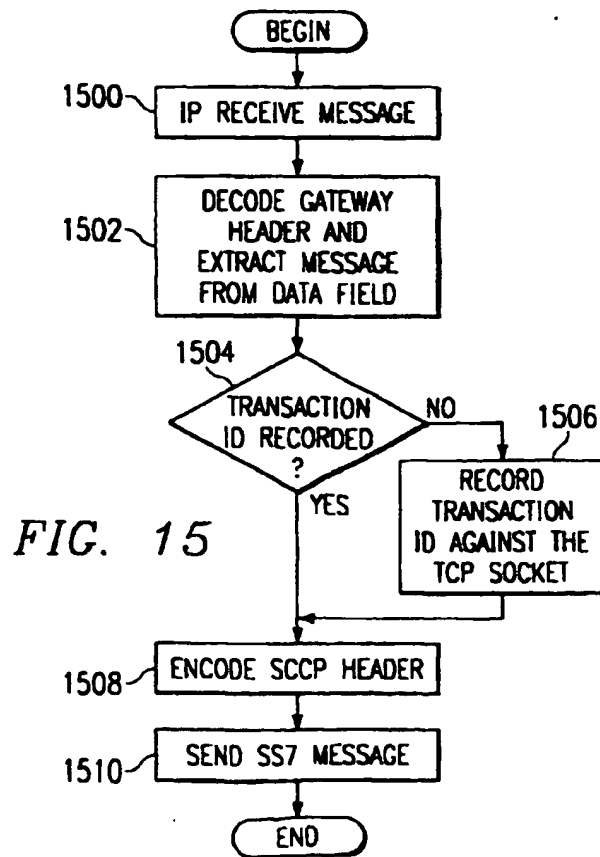 BEGIN
1500
IP RECEIVE MESSAGE
1502
DECODE GATEWAY
HEADER AND
EXTRACT MESSAGE
FROM DATA FIELD
1504
TRANSACTION
ID RECORDED
?
NO
YES
1506
RECORD
TRANSACTION
ID AGAINST THE
TCP SOCKET
FIG. 15
1508
ENCODE SCCP HEADER
1510
SEND SS7 MESSAGE
END